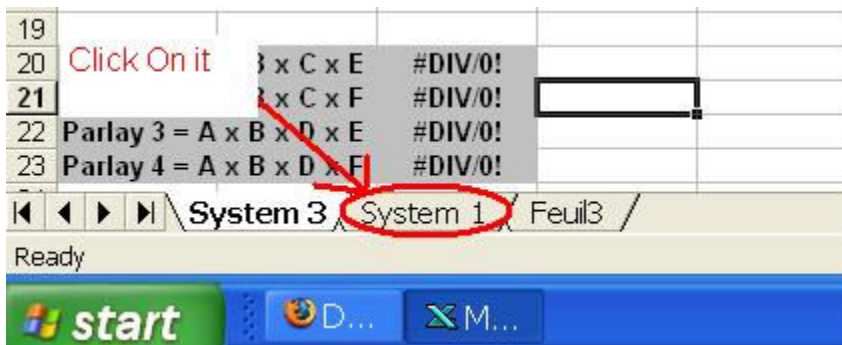 19
Click On it
20 B x C x E #DIV/0!
21 B x C x F #DIV/0!
22 Parlay 3 = A x B x D x E #DIV/0!
23 Parlay 4 = A x B x D x F #DIV/0!
System 3 System 1 Feuil3
Ready
start D... M...